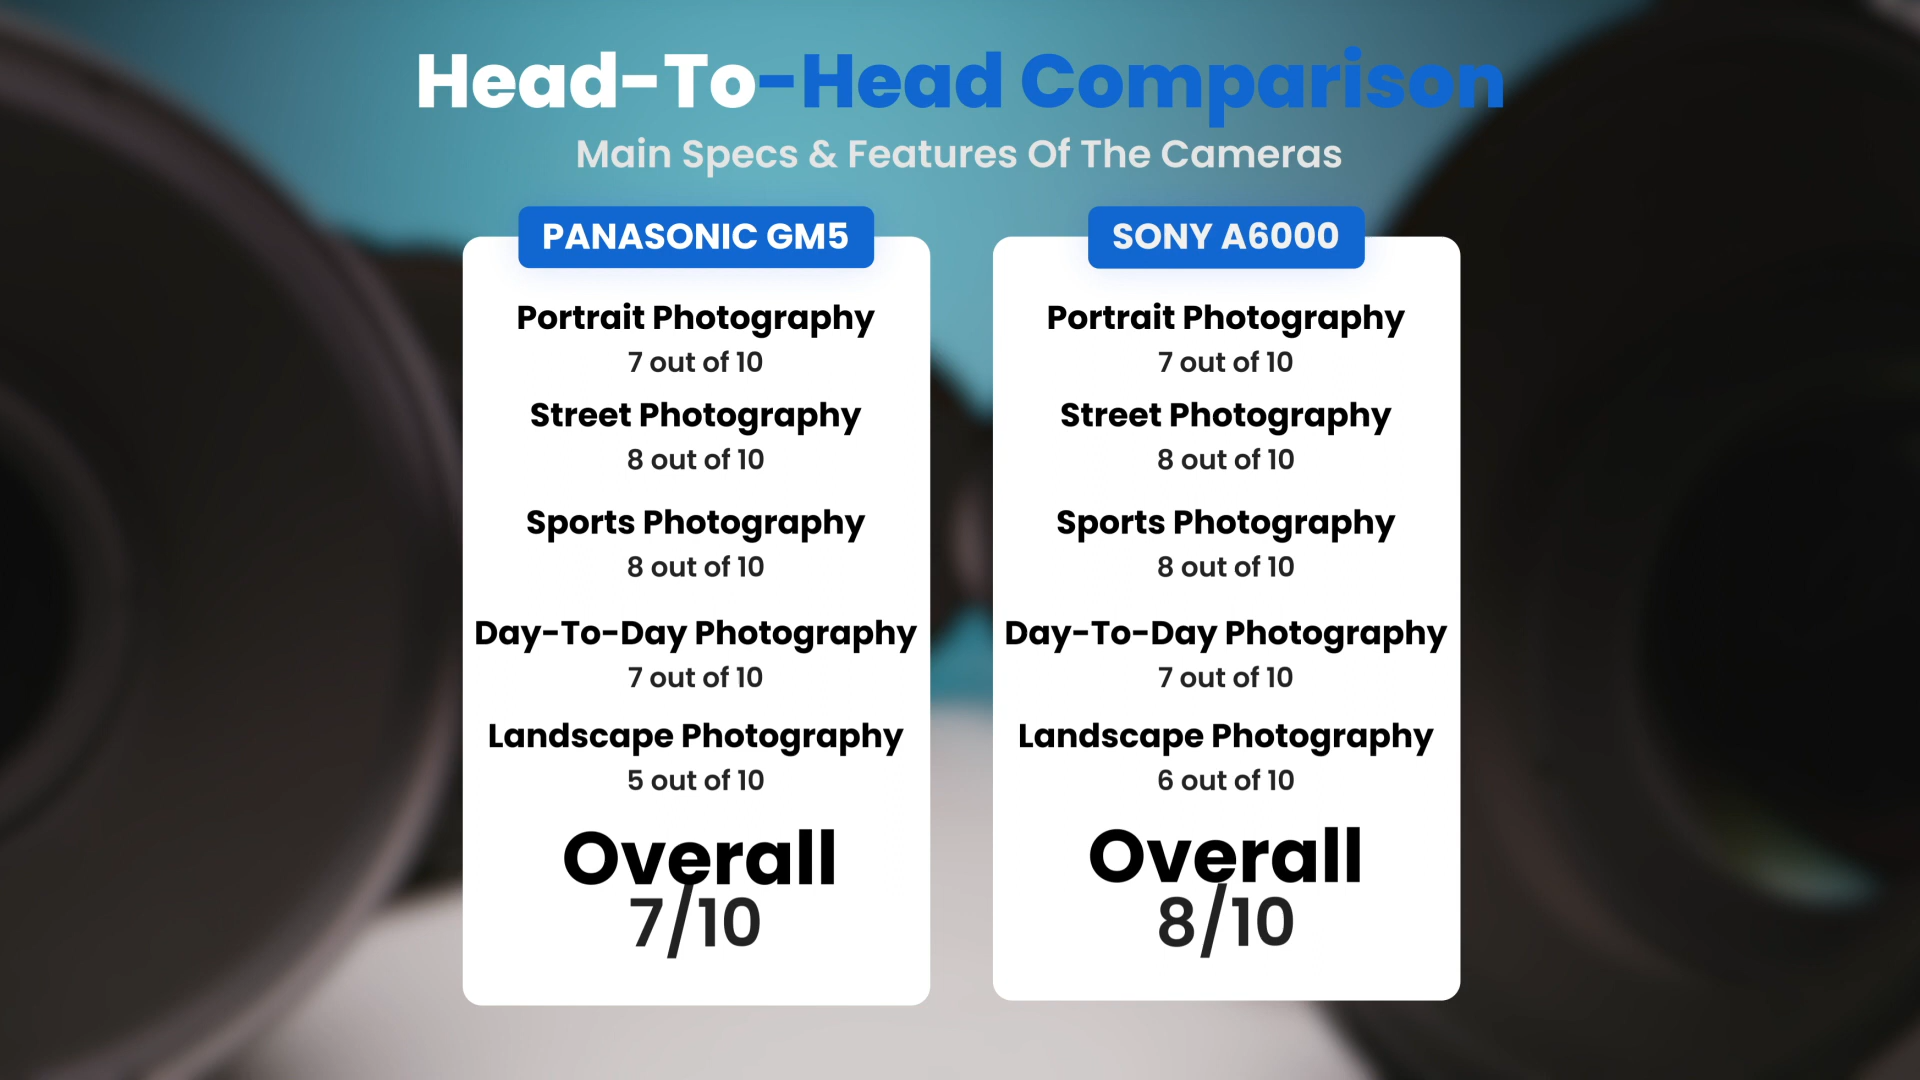 Head-To-Head Comparison
Main Specs & Features Of The Cameras
PANASONIC GM5
Portrait Photography
7 out of 10
Street Photography
8 out of 10
Sports Photography
8 out of 10
Day-To-Day Photography
7 out of 10
Landscape Photography
5 out of 10
Overall
7/10
SONY A6000
Portrait Photography
7 out of 10
Street Photography
8 out of 10
Sports Photography
8 out of 10
Day-To-Day Photography
7 out of 10
Landscape Photography
6 out of 10
Overall
8/10